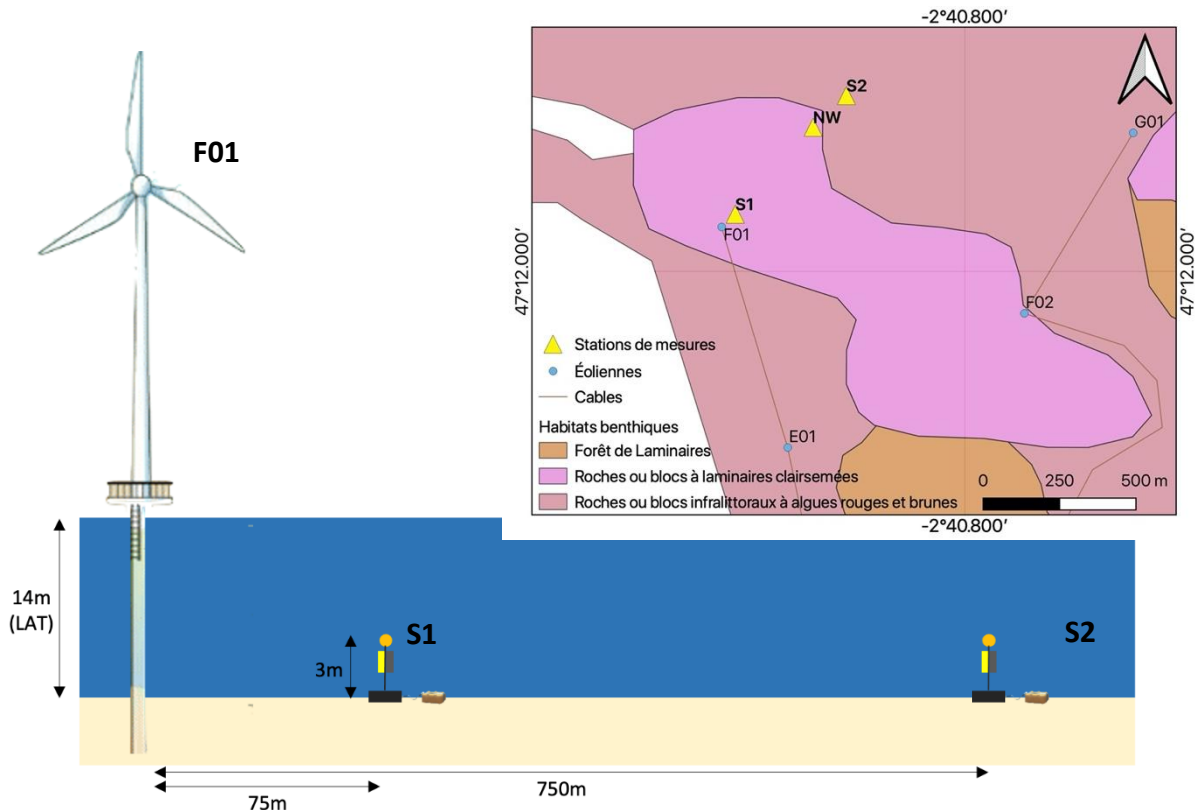 F01
-2°40.800′
S2
NW
G01
S1
F01
47°12.000′
47°12.000′
F02
Stations de mesures
Éoliennes
Cables
E01
Habitats benthiques
Forêt de Laminaires
Roches ou blocs à laminaires clairsemées
Roches ou blocs infralittoraux à algues rouges et brunes
0 250 500 m
-2°40.800′
14m
(LAT)
S1
S2
3m
750m
75m